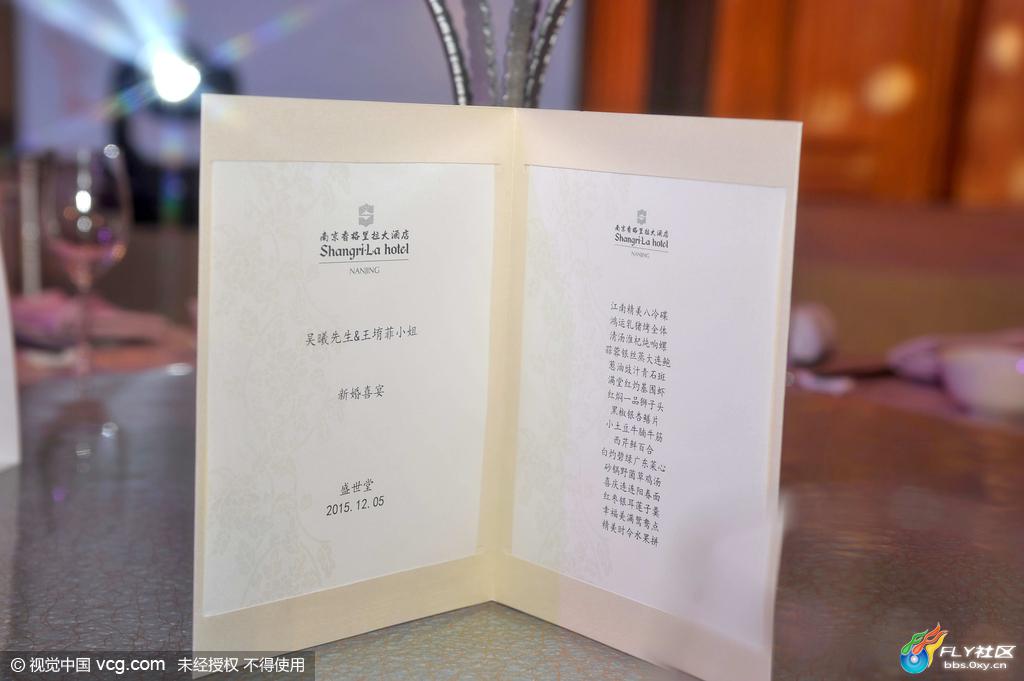 南京香格里拉大酒店
Shangri-La hotel
NANJING
吴曦先生&王堉菲小姐
新婚喜宴
盛世堂
2015.12.05
南京香格里拉大酒店
Shangri-La hotel
NANJING
江南精美八冷碟
鸿运乳猪烤全体
清汤淮杞炖响螺
蒜蓉银丝蒸大连鲍
葱油豉汁青石斑
满堂红灼基围虾
红焖一品狮子头
黑椒银杏鳝片
小土豆牛腩牛筋
西芹鲜百合
白灼碧绿广东菜心
砂锅野菌草鸡汤
喜庆连连阳春面
红枣银耳莲子羹
幸福美满鸳鸯点
精美时令水果拼
© 视觉中国 vcg.com 未经授权 不得使用
FLY社区
bbs.0xy.cn